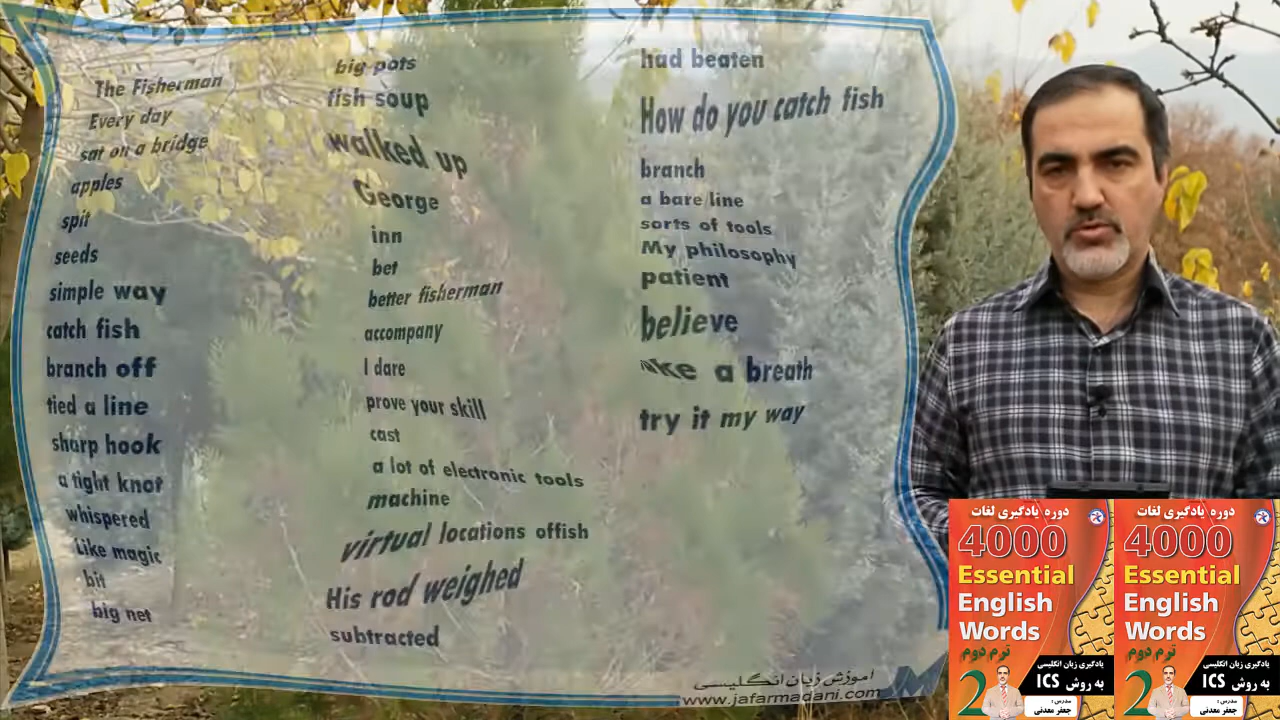 The Fisherman
Every day
sat on a bridge
apples
spit
seeds
simple way
catch fish
branch off
tied a line
sharp hook
a tight knot
whispered
Like magic
bit
big net
big pots
fish soup
walked up
George
inn
bet
better fisherman
accompany
I dare
prove your skill
cast
a lot of electronic tools
machine
virtual locations offish
His rod weighed
subtracted
had beaten
How do you catch fish
branch
a bare line
sorts of tools
My philosophy
patient
believe
ake a breath
try it my way
آموزش زبان انگلیسی
www.jafarmadani.com
دوره یادگیری لغات
4000
Essential
English
Words
ترم دوم
2
یادگیری زبان انگلیسی
به روش ICS
مدرس:
جعفر معدنی
دوره یادگیری لغات
4000
Essential
English
Words
ترم دوم
2
یادگیری زبان انگلیسی
به روش ICS
مدرس:
جعفر معدنی